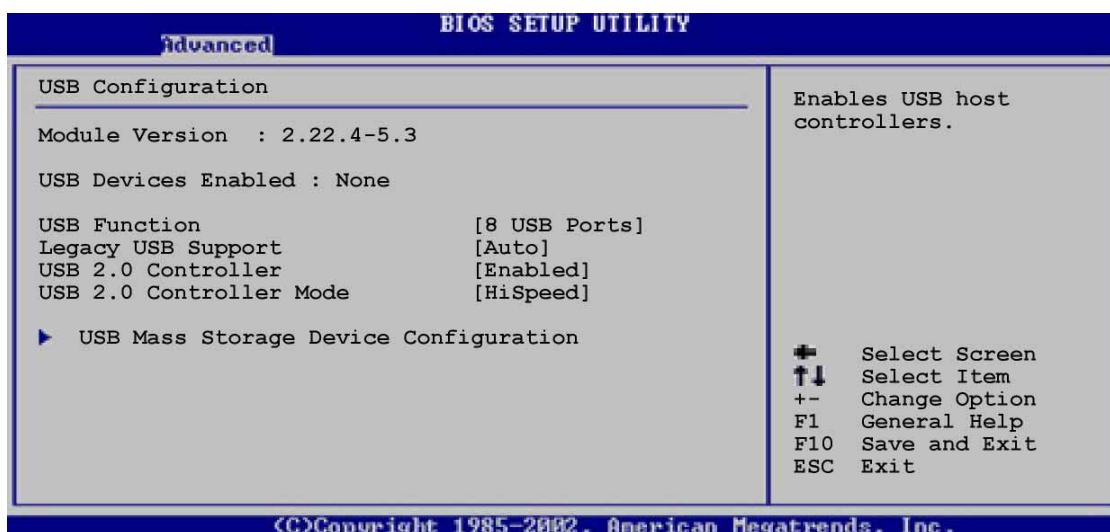 BIOS SETUP UTILITY
Advanced
USB Configuration
Module Version : 2.22.4-5.3
USB Devices Enabled : None
USB Function [8 USB Ports]
Legacy USB Support [Auto]
USB 2.0 Controller [Enabled]
USB 2.0 Controller Mode [HiSpeed]
USB Mass Storage Device Configuration
Enables USB host
controllers.
Select Screen
↑↓ Select Item
+- Change Option
F1 General Help
F10 Save and Exit
ESC Exit
(C)Copyright 1985-2002, American Megatrends, Inc.